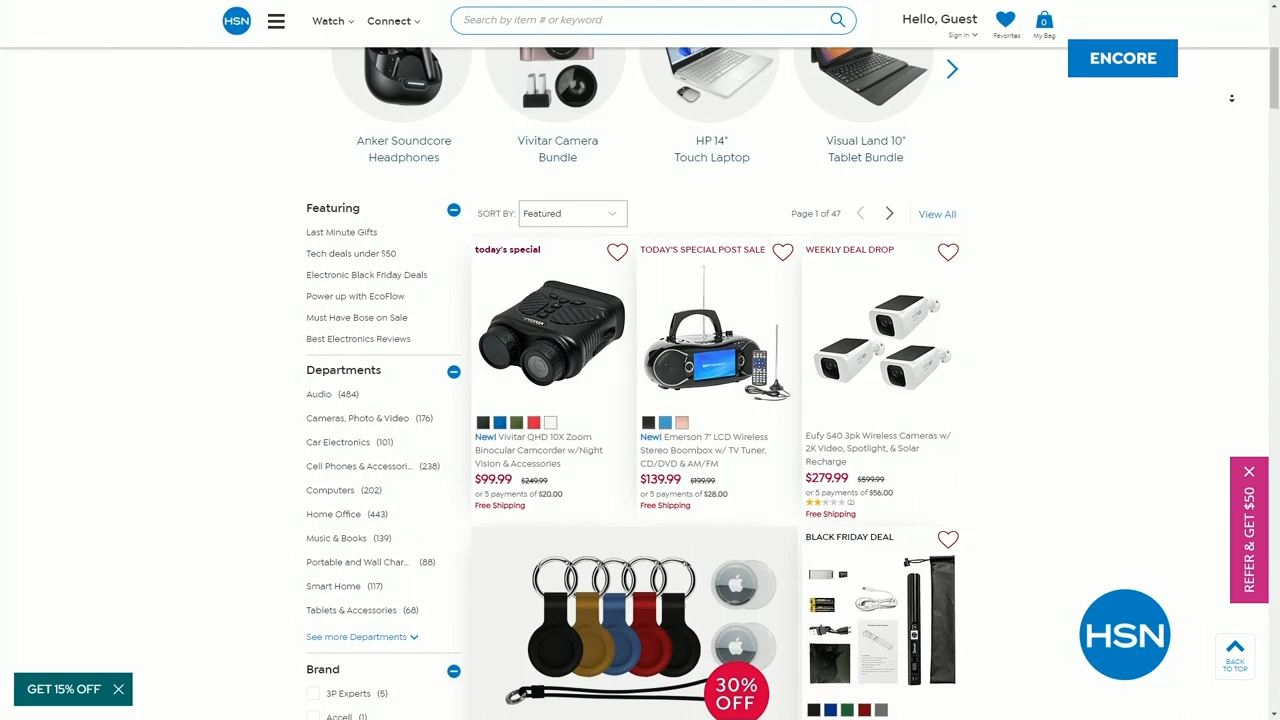 HSN
Watch
Connect
Search by item # or keyword
Hello, Guest
Sign In
Favorites
0
My Bag
ENCORE
Anker Soundcore
Headphones
Vivitar Camera
Bundle
HP 14"
Touch Laptop
Visual Land 10"
Tablet Bundle
Featuring
Last Minute Gifts
Tech deals under $50
Electronic Black Friday Deals
Power up with EcoFlow
Must Have Bose on Sale
Best Electronics Reviews
Departments
Audio (484)
Cameras, Photo & Video (176)
Car Electronics (101)
Cell Phones & Accessori... (238)
Computers (202)
Home Office (443)
Music & Books (139)
Portable and Wall Char... (88)
Smart Home (117)
Tablets & Accessories (68)
See more Departments
Brand
3P Experts (5)
Accell (1)
SORT BY: Featured
Page 1 of 47
View All
today's special
New! Vivitar QHD 10X Zoom
Binocular Camcorder w/Night
Vision & Accessories
$99.99 $249.99
or 5 payments of $20.00
Free Shipping
TODAY'S SPECIAL POST SALE
New! Emerson 7" LCD Wireless
Stereo Boombox w/ TV Tuner,
CD/DVD & AM/FM
$139.99 $199.99
or 5 payments of $28.00
Free Shipping
WEEKLY DEAL DROP
Eufy S40 3pk Wireless Cameras w/
2K Video, Spotlight, & Solar
Recharge
$279.99 $599.99
or 5 payments of $56.00
(2)
Free Shipping
30%
OFF
BLACK FRIDAY DEAL
REFER & GET $50
HSN
BACK
TO TOP
GET 15% OFF